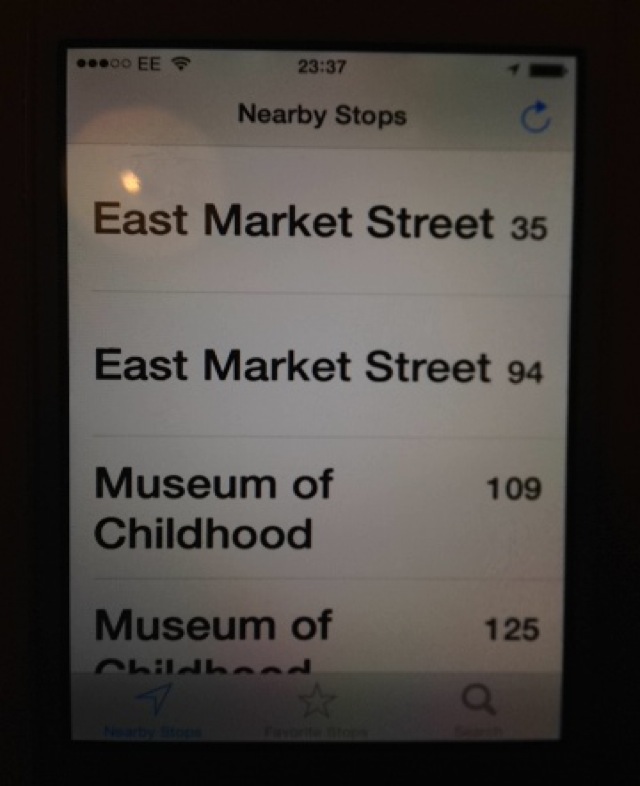 EE 23:37
Nearby Stops
East Market Street 35
East Market Street 94
Museum of 109
Childhood
Museum of 125
Childhood
Nearby Stops Favorite Stops Search